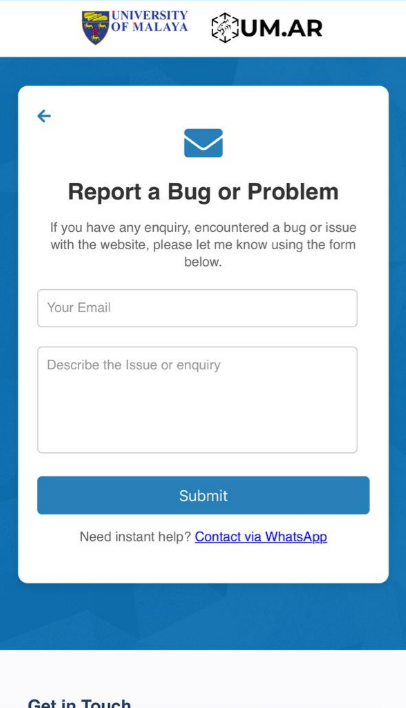 UNIVERSITY
OF MALAYA
UM.AR
Report a Bug or Problem
If you have any enquiry, encountered a bug or issue
with the website, please let me know using the form
below.
Your Email
Describe the Issue or enquiry
Submit
Need instant help? Contact via WhatsApp
Get in Touch